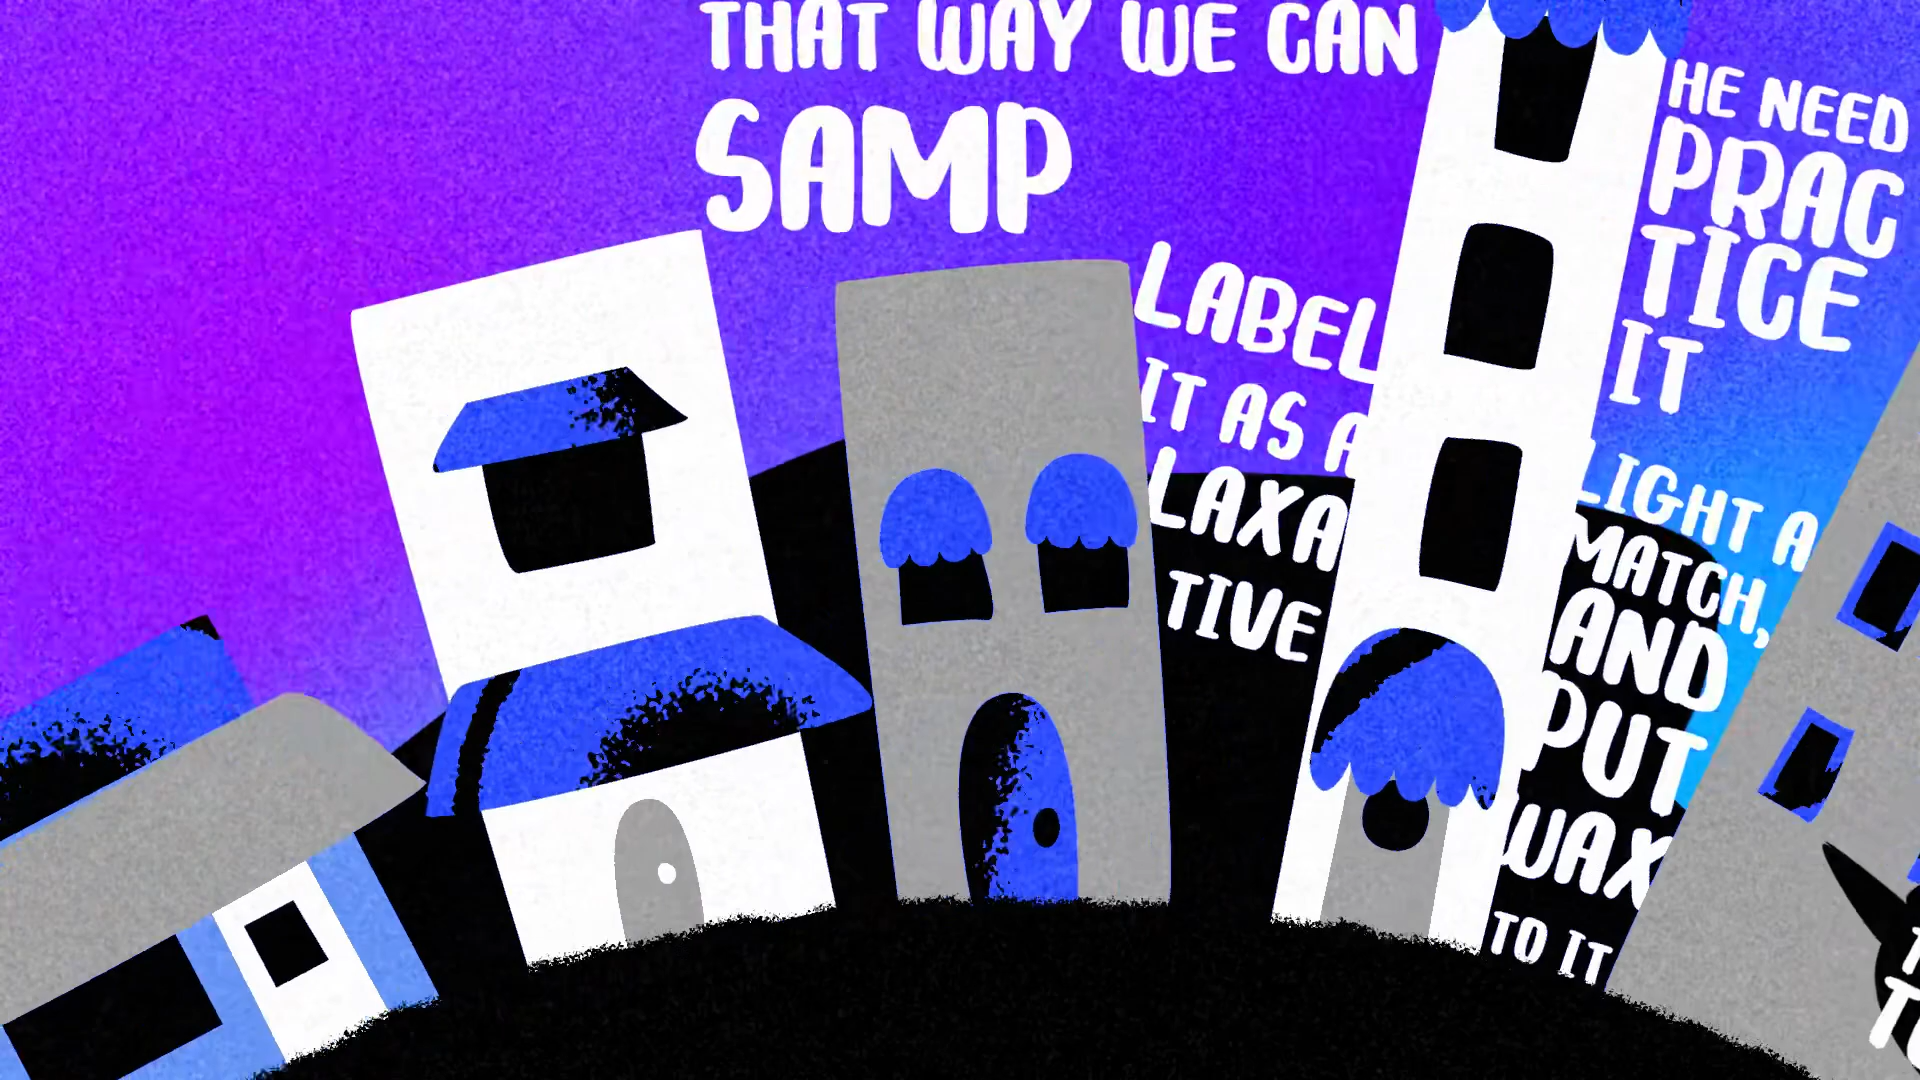 THAT WAY WE CAN
SAMP
LABEL
IT AS A
LAXA
TIVE
HE NEED
PRAC
TICE
IT
LIGHT A
MATCH,
AND
PUT
WAX
TO IT